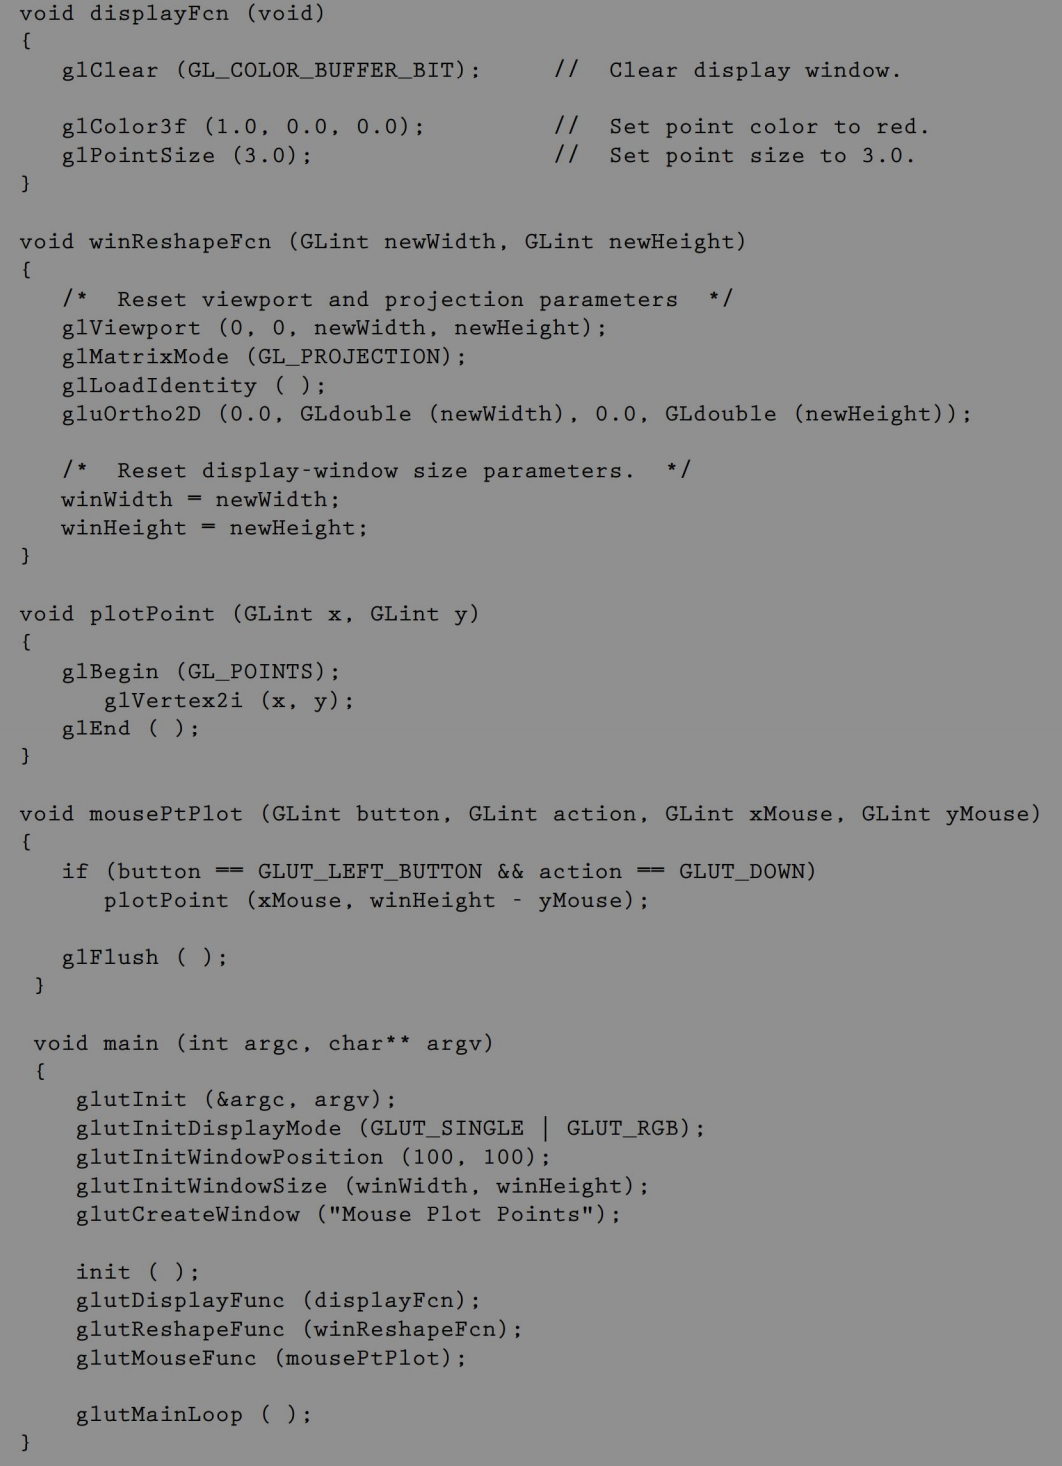 void displayFcn (void)
{
   glClear (GL_COLOR_BUFFER_BIT);     //  Clear display window.

   glColor3f (1.0, 0.0, 0.0);         //  Set point color to red.
   glPointSize (3.0);                 //  Set point size to 3.0.
}

void winReshapeFcn (GLint newWidth, GLint newHeight)
{
   /*  Reset viewport and projection parameters  */
   glViewport (0, 0, newWidth, newHeight);
   glMatrixMode (GL_PROJECTION);
   glLoadIdentity ( );
   gluOrtho2D (0.0, GLdouble (newWidth), 0.0, GLdouble (newHeight));

   /*  Reset display-window size parameters.  */
   winWidth = newWidth;
   winHeight = newHeight;
}

void plotPoint (GLint x, GLint y)
{
   glBegin (GL_POINTS);
      glVertex2i (x, y);
   glEnd ( );
}

void mousePtPlot (GLint button, GLint action, GLint xMouse, GLint yMouse)
{
   if (button == GLUT_LEFT_BUTTON && action == GLUT_DOWN)
      plotPoint (xMouse, winHeight - yMouse);

   glFlush ( );
 }

 void main (int argc, char** argv)
 {
    glutInit (&argc, argv);
    glutInitDisplayMode (GLUT_SINGLE | GLUT_RGB);
    glutInitWindowPosition (100, 100);
    glutInitWindowSize (winWidth, winHeight);
    glutCreateWindow ("Mouse Plot Points");

    init ( );
    glutDisplayFunc (displayFcn);
    glutReshapeFunc (winReshapeFcn);
    glutMouseFunc (mousePtPlot);

    glutMainLoop ( );
}